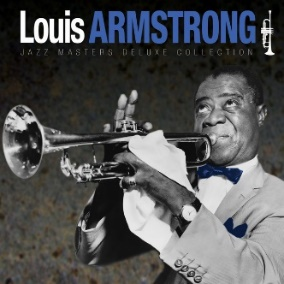 Louis ARMSTRONG
JAZZ MASTERS DELUXE COLLECTION